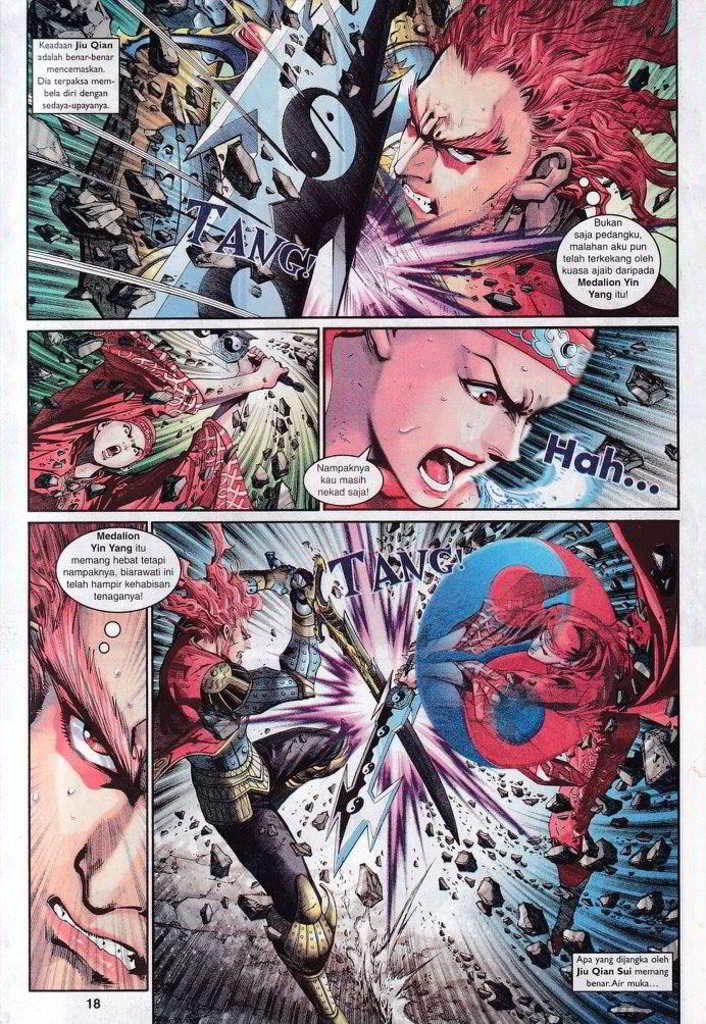 Keadaan Jiu Qian
adalah benar-benar
mencemaskan.
Dia terpaksa mem-
bela diri dengan
sedaya-upayanya.
TANG!
Bukan
saja pedangku,
malahan aku pun
telah terkekang oleh
kuasa ajaib daripada
Medalion Yin
Yang itu!
Nampaknya
kau masih
nekad saja!
Hah...
Medalion
Yin Yang itu
memang hebat tetapi
nampaknya, biarawati ini
telah hampir kehabisan
tenaganya!
TANG!
Apa yang dijangka oleh
Jiu Qian Sui memang
benar.Air muka...
18